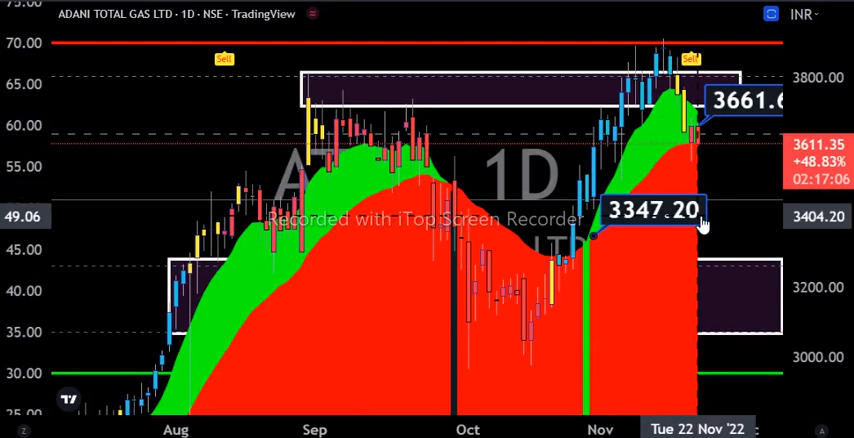 75.00
ADANI TOTAL GAS LTD · 1D · NSE · TradingView
INR
70.00
Sell
Sell
3800.00
65.00
3661.6
60.00
3611.35
+48.83%
02:17:06
55.00
1D
49.06
3347.20
3404.20
Recorded with iTop Screen Recorder
45.00
40.00
3200.00
35.00
3000.00
30.00
25.00
Z
Aug
Sep
Oct
Nov
Tue 22 Nov '22
A